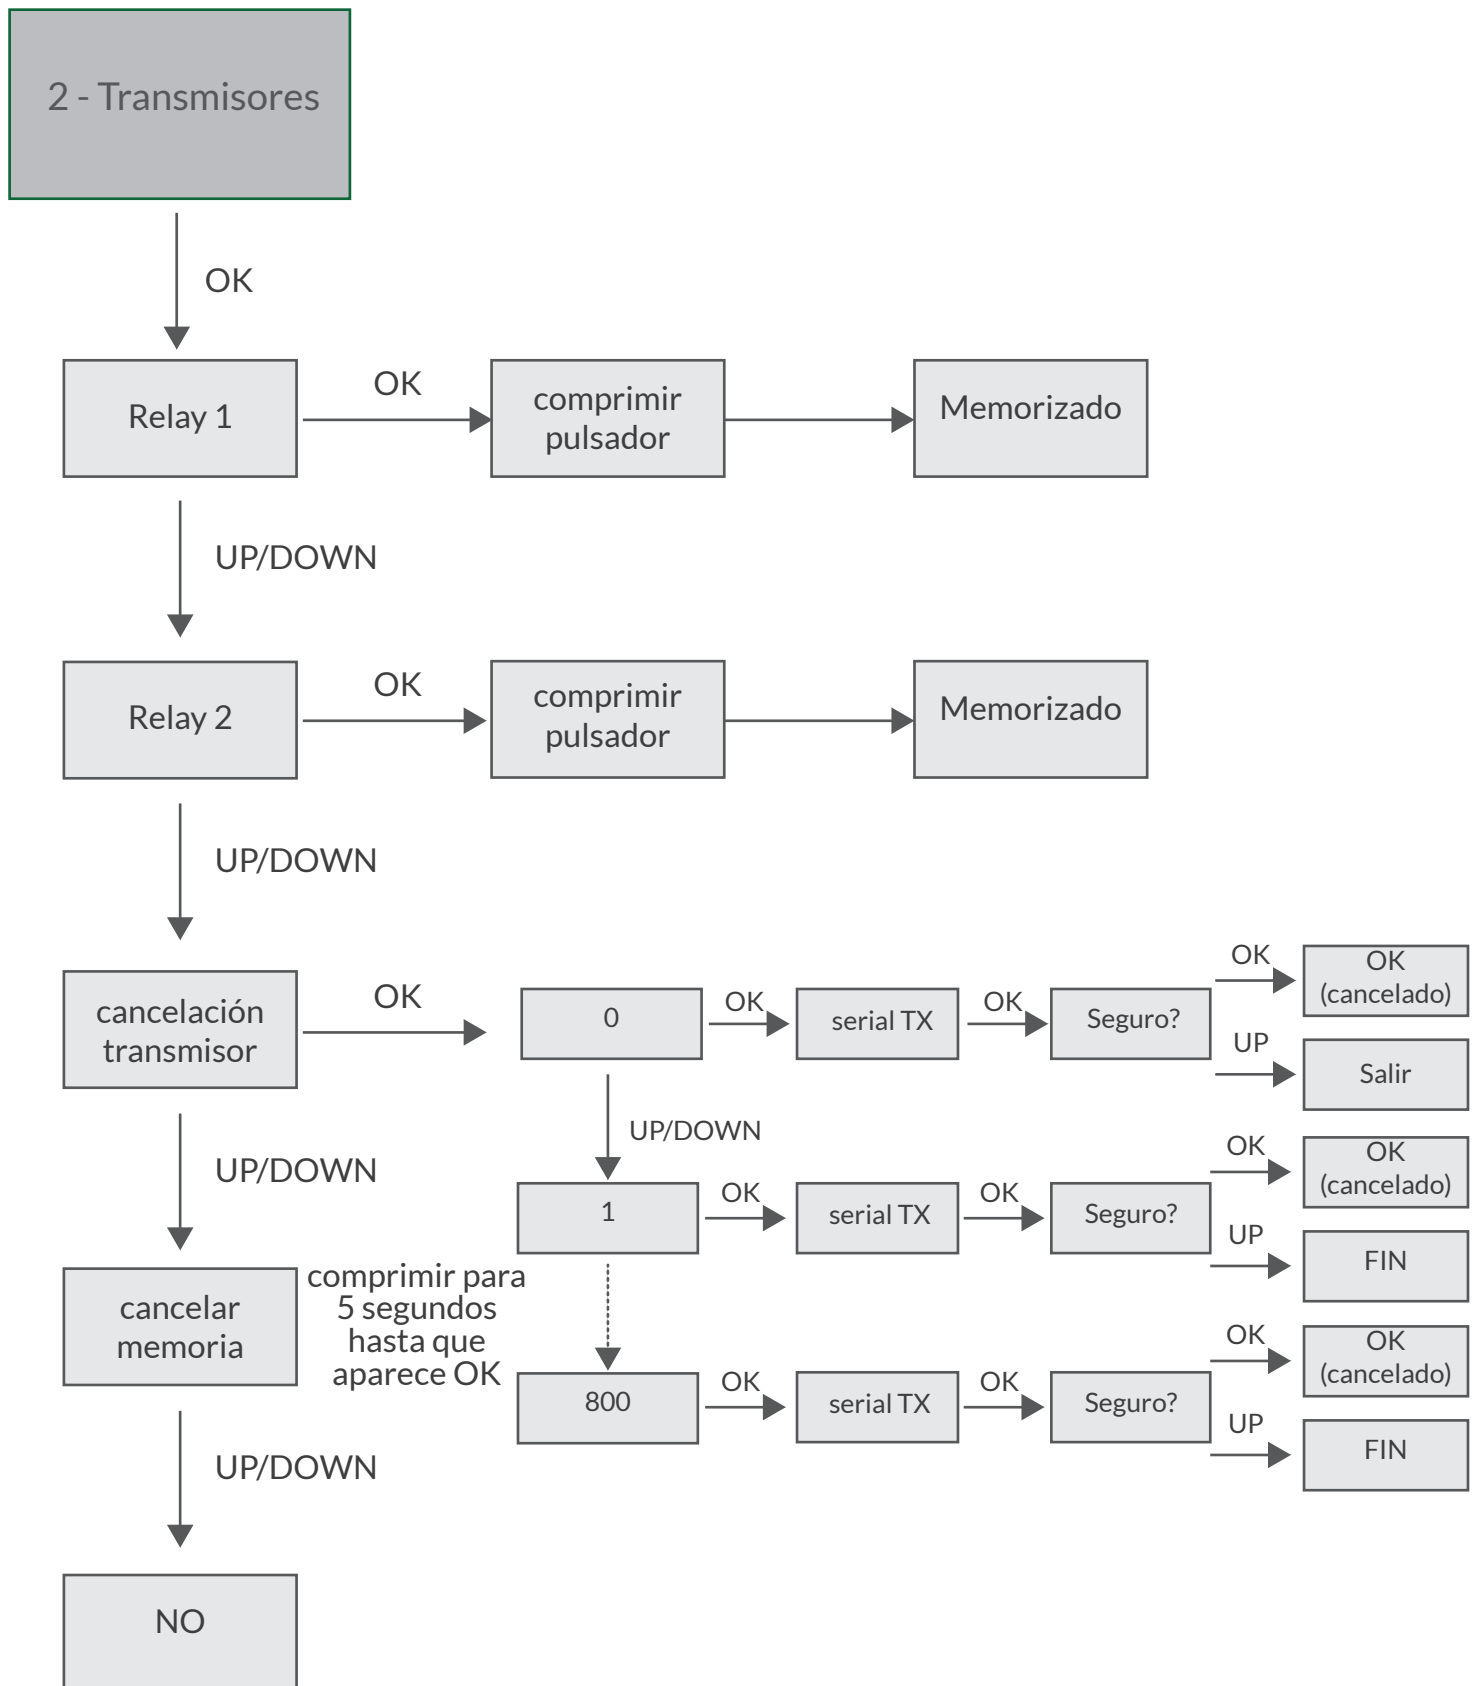 2 - Transmisores
OK
Relay 1
OK
comprimir
pulsador
Memorizado
UP/DOWN
Relay 2
OK
comprimir
pulsador
Memorizado
UP/DOWN
cancelación
transmisor
OK
0
OK
serial TX
OK
Seguro?
OK
OK
(cancelado)
UP
Salir
UP/DOWN
1
OK
serial TX
OK
Seguro?
OK
OK
(cancelado)
UP
FIN
UP/DOWN
cancelar
memoria
comprimir para
5 segundos
hasta que
aparece OK
800
OK
serial TX
OK
Seguro?
OK
OK
(cancelado)
UP
FIN
UP/DOWN
NO